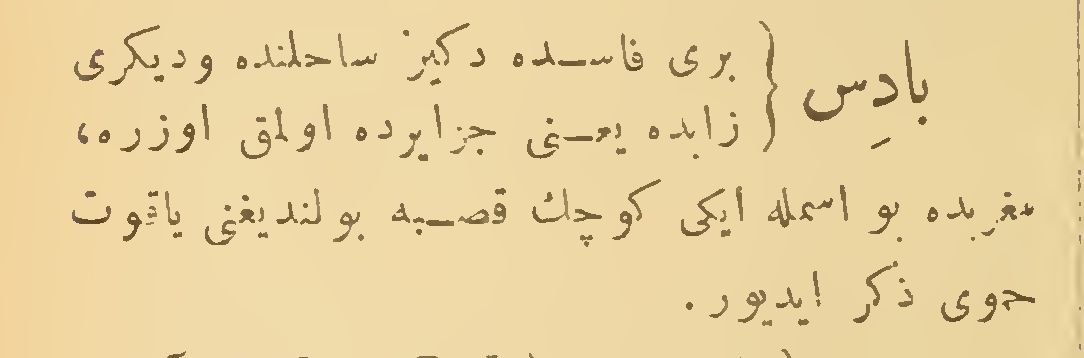 بادِس { بری فاسده دکیز ساحلنده ودیکری
زابده یعنی جزایرده اولمق اوزره،
مغربده بو اسمله ایکی کوچك قصبه بولندیغنی یاقوت
حموی ذکر ایدیور.